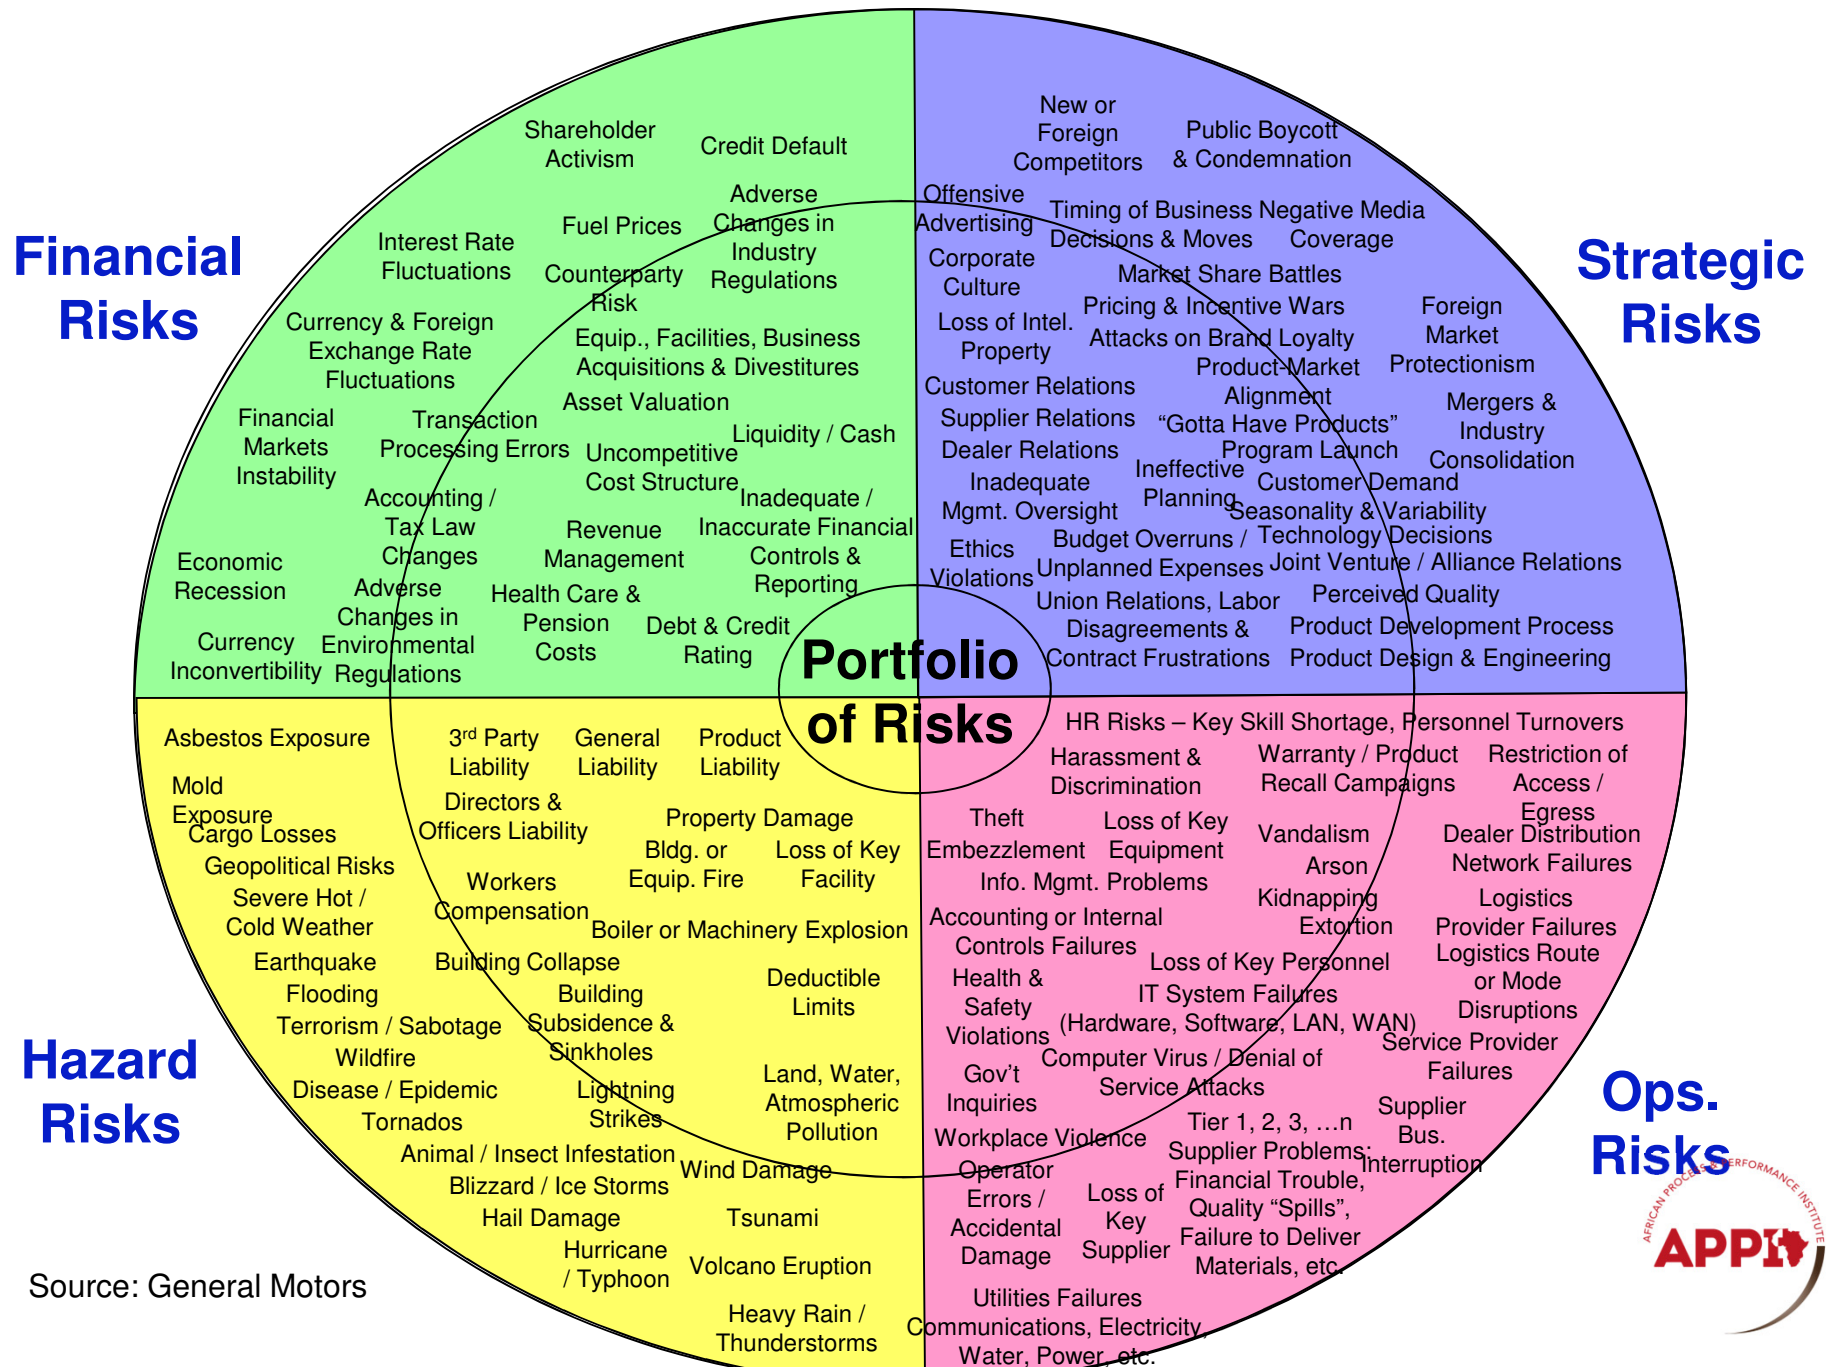 Financial
Risks
Shareholder
Activism
Credit Default
Adverse
Changes in
Industry
Regulations
Fuel Prices
Interest Rate
Fluctuations
Counterparty
Risk
Currency & Foreign
Exchange Rate
Fluctuations
Equip., Facilities, Business
Acquisitions & Divestitures
Asset Valuation
Financial
Markets
Instability
Transaction
Processing Errors
Liquidity / Cash
Uncompetitive
Cost Structure
Accounting /
Tax Law
Changes
Inadequate /
Inaccurate Financial
Controls &
Reporting
Revenue
Management
Economic
Recession
Adverse
Changes in
Environmental
Regulations
Health Care &
Pension
Costs
Debt & Credit
Rating
Currency
Inconvertibility
Strategic
Risks
New or
Foreign
Competitors
Public Boycott
& Condemnation
Offensive
Advertising
Timing of Business
Decisions & Moves
Negative Media
Coverage
Corporate
Culture
Market Share Battles
Pricing & Incentive Wars
Foreign
Market
Protectionism
Loss of Intel.
Property
Attacks on Brand Loyalty
Product-Market
Alignment
Customer Relations
Supplier Relations
“Gotta Have Products”
Mergers &
Industry
Consolidation
Dealer Relations
Program Launch
Ineffective
Planning
Inadequate
Mgmt. Oversight
Customer Demand
Seasonality & Variability
Ethics
Violations
Budget Overruns /
Unplanned Expenses
Technology Decisions
Joint Venture / Alliance Relations
Union Relations, Labor
Disagreements &
Contract Frustrations
Perceived Quality
Product Development Process
Product Design & Engineering
Portfolio
of Risks
Hazard
Risks
Asbestos Exposure
3rd Party
Liability
General
Liability
Product
Liability
Mold
Exposure
Cargo Losses
Directors &
Officers Liability
Property Damage
Geopolitical Risks
Bldg. or
Equip. Fire
Loss of Key
Facility
Severe Hot /
Cold Weather
Workers
Compensation
Boiler or Machinery Explosion
Earthquake
Building Collapse
Deductible
Limits
Flooding
Building
Subsidence &
Sinkholes
Terrorism / Sabotage
Wildfire
Disease / Epidemic
Lightning
Strikes
Land, Water,
Atmospheric
Pollution
Tornados
Animal / Insect Infestation
Wind Damage
Blizzard / Ice Storms
Hail Damage
Tsunami
Hurricane
/ Typhoon
Volcano Eruption
Heavy Rain /
Thunderstorms
Ops.
Risks
HR Risks – Key Skill Shortage, Personnel Turnovers
Harassment &
Discrimination
Warranty / Product
Recall Campaigns
Restriction of
Access /
Egress
Theft
Embezzlement
Loss of Key
Equipment
Vandalism
Arson
Dealer Distribution
Network Failures
Info. Mgmt. Problems
Kidnapping
Extortion
Logistics
Provider Failures
Accounting or Internal
Controls Failures
Logistics Route
or Mode
Disruptions
Loss of Key Personnel
Health &
Safety
Violations
IT System Failures
(Hardware, Software, LAN, WAN)
Service Provider
Failures
Computer Virus / Denial of
Service Attacks
Gov’t
Inquiries
Supplier
Bus.
Interruption
Workplace Violence
Tier 1, 2, 3, …n
Supplier Problems:
Financial Trouble,
Quality “Spills”,
Failure to Deliver
Materials, etc.
Operator
Errors /
Accidental
Damage
Loss of
Key
Supplier
Utilities Failures
Communications, Electricity,
Water, Power, etc.
Source: General Motors
AFRICAN PROCESS & PERFORMANCE INSTITUTE
APPI